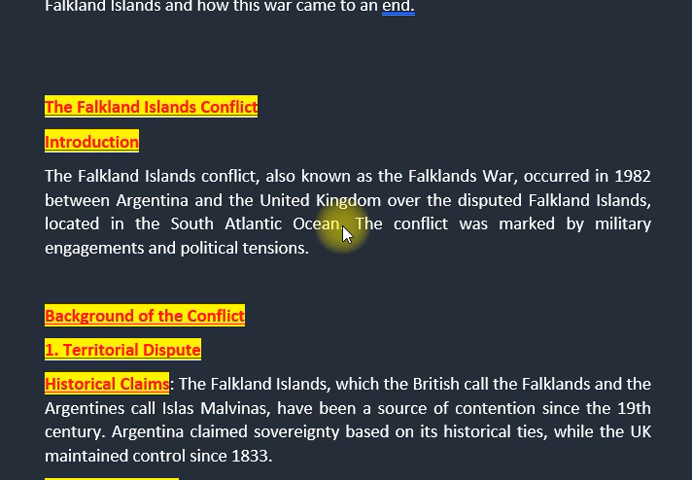 Falkland Islands and how this war came to an end.
The Falkland Islands Conflict
Introduction
The Falkland Islands conflict, also known as the Falklands War, occurred in 1982
between Argentina and the United Kingdom over the disputed Falkland Islands,
located in the South Atlantic Ocean. The conflict was marked by military
engagements and political tensions.
Background of the Conflict
1. Territorial Dispute
Historical Claims: The Falkland Islands, which the British call the Falklands and the
Argentines call Islas Malvinas, have been a source of contention since the 19th
century. Argentina claimed sovereignty based on its historical ties, while the UK
maintained control since 1833.